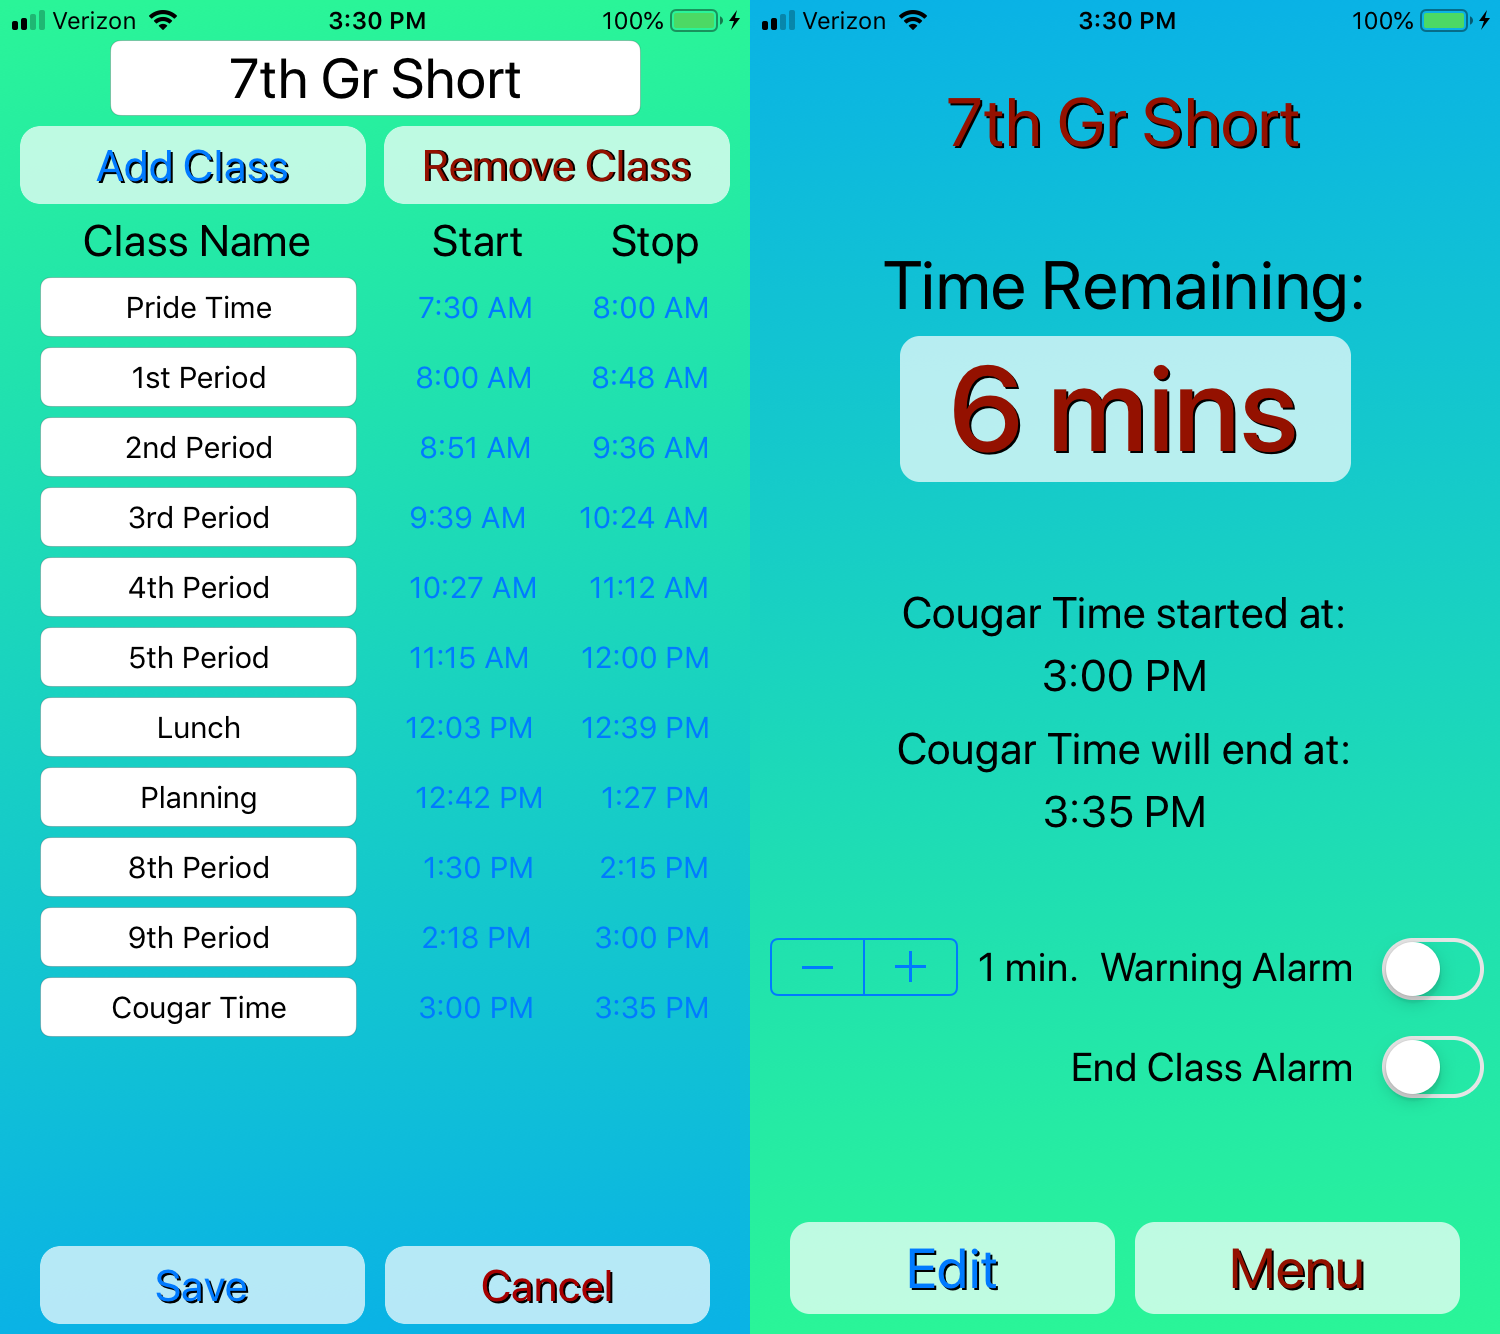 Verizon 3:30 PM 100%
7th Gr Short
Add Class Remove Class
Class Name Start Stop
Pride Time 7:30 AM 8:00 AM
1st Period 8:00 AM 8:48 AM
2nd Period 8:51 AM 9:36 AM
3rd Period 9:39 AM 10:24 AM
4th Period 10:27 AM 11:12 AM
5th Period 11:15 AM 12:00 PM
Lunch 12:03 PM 12:39 PM
Planning 12:42 PM 1:27 PM
8th Period 1:30 PM 2:15 PM
9th Period 2:18 PM 3:00 PM
Cougar Time 3:00 PM 3:35 PM
Save Cancel
Verizon 3:30 PM 100%
7th Gr Short
Time Remaining:
6 mins
Cougar Time started at:
3:00 PM
Cougar Time will end at:
3:35 PM
− + 1 min. Warning Alarm
End Class Alarm
Edit Menu